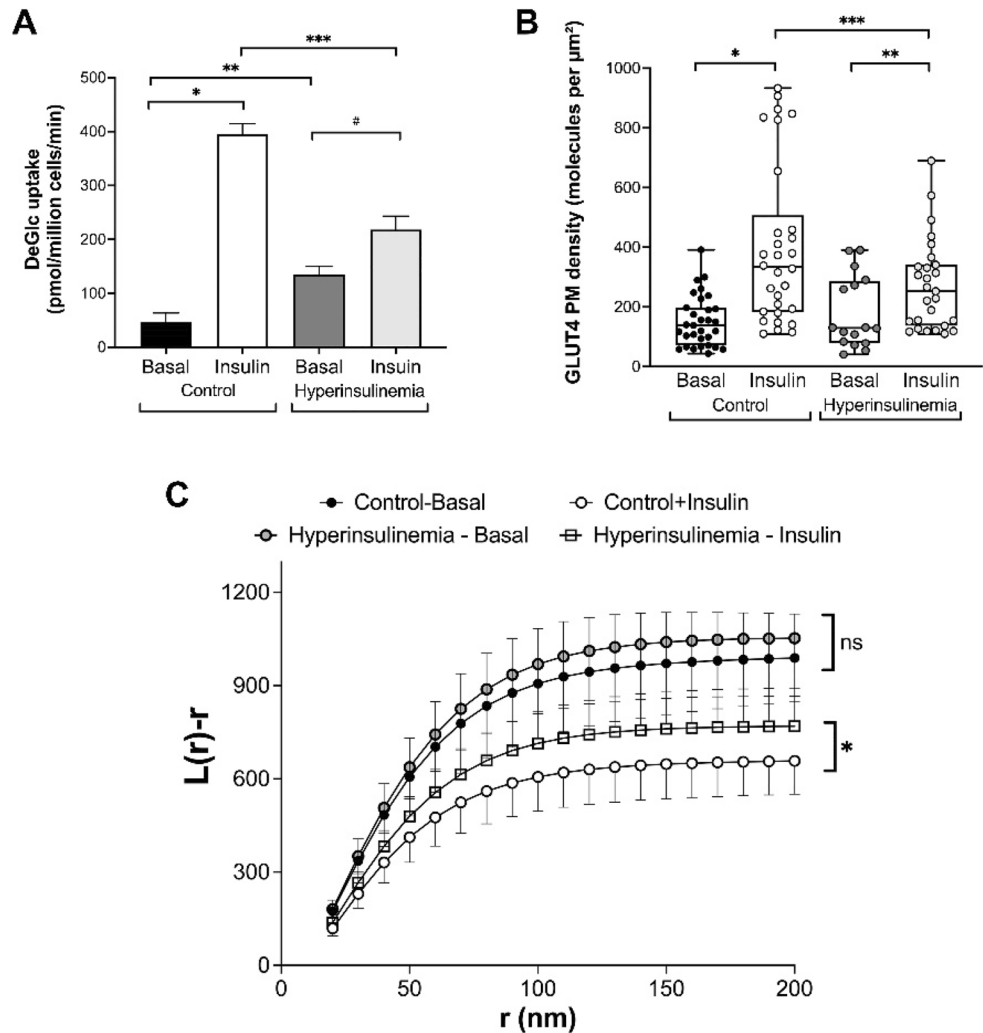 A
***
**
*
#
500
400
300
200
100
0
DeGlc uptake
(pmol/million cells/min)
Basal Insulin Basal Insuin
Control Hyperinsulinemia
B
***
*
**
1000
800
600
400
200
0
GLUT4 PM density (molecules per µm²)
Basal Insulin Basal Insulin
Control Hyperinsulinemia
C
Control-Basal Control+Insulin
Hyperinsulinemia - Basal Hyperinsulinemia - Insulin
1200
900
600
300
0
L(r)-r
ns
*
0 50 100 150 200
r (nm)